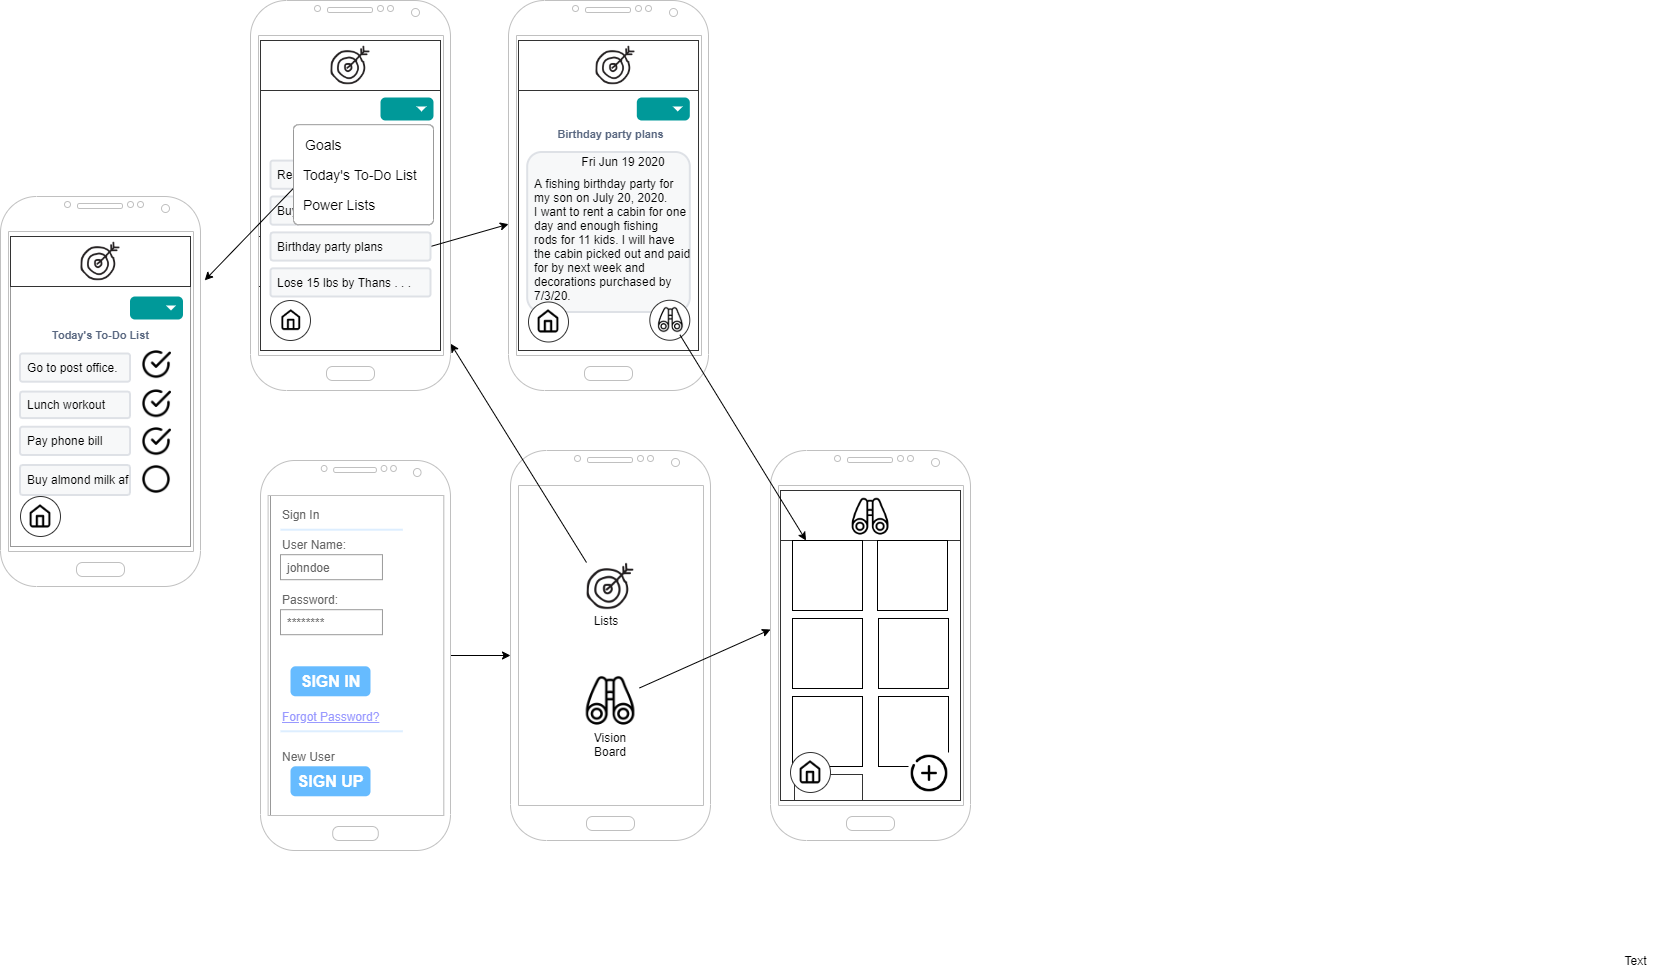 Goals
Today's To-Do List
Power Lists
Re
Bu
Birthday party plans
Lose 15 lbs by Thans . . .
Birthday party plans
Fri Jun 19 2020
A fishing birthday party for
my son on July 20, 2020.
I want to rent a cabin for one
day and enough fishing
rods for 11 kids. I will have
the cabin picked out and paid
for by next week and
decorations purchased by
7/3/20.
Today's To-Do List
Go to post office.
Lunch workout
Pay phone bill
Buy almond milk af
Sign In
User Name:
johndoe
Password:
********
SIGN IN
Forgot Password?
New User
SIGN UP
Lists
Vision
Board
Text